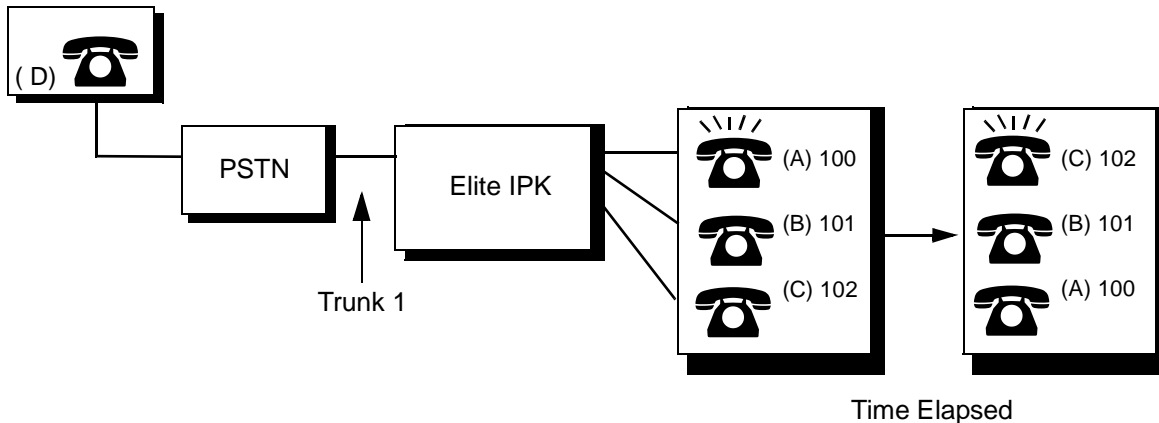 ( D)
PSTN
Elite IPK
Trunk 1
(A) 100
(B) 101
(C) 102
(C) 102
(B) 101
(A) 100
Time Elapsed